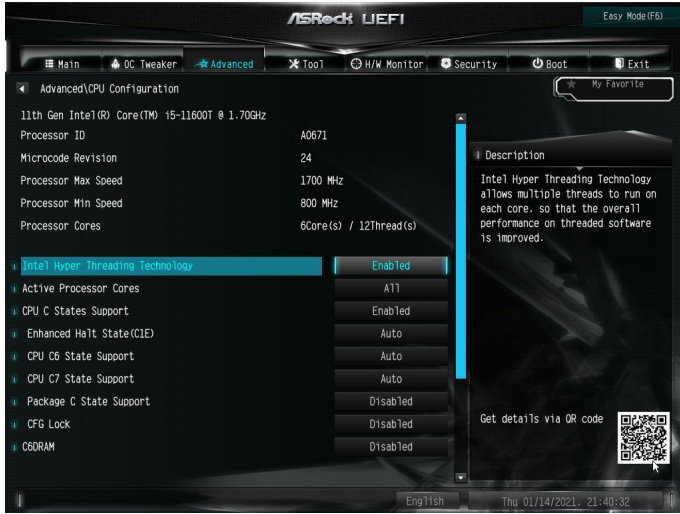 ASRock UEFI
Easy Mode(F6)
Main OC Tweaker Advanced Tool H/W Monitor Security Boot Exit
Advanced\CPU Configuration
My Favorite
11th Gen Intel(R) Core(TM) i5-11600T @ 1.70GHz
Processor ID A0671
Microcode Revision 24
Processor Max Speed 1700 MHz
Processor Min Speed 800 MHz
Processor Cores 6Core(s) / 12Thread(s)
Intel Hyper Threading Technology Enabled
Active Processor Cores All
CPU C States Support Enabled
Enhanced Halt State(C1E) Auto
CPU C6 State Support Auto
CPU C7 State Support Auto
Package C State Support Disabled
CFG Lock Disabled
C6DRAM Disabled
Description
Intel Hyper Threading Technology
allows multiple threads to run on
each core, so that the overall
performance on threaded software
is improved.
Get details via QR code
English
Thu 01/14/2021, 21:40:32